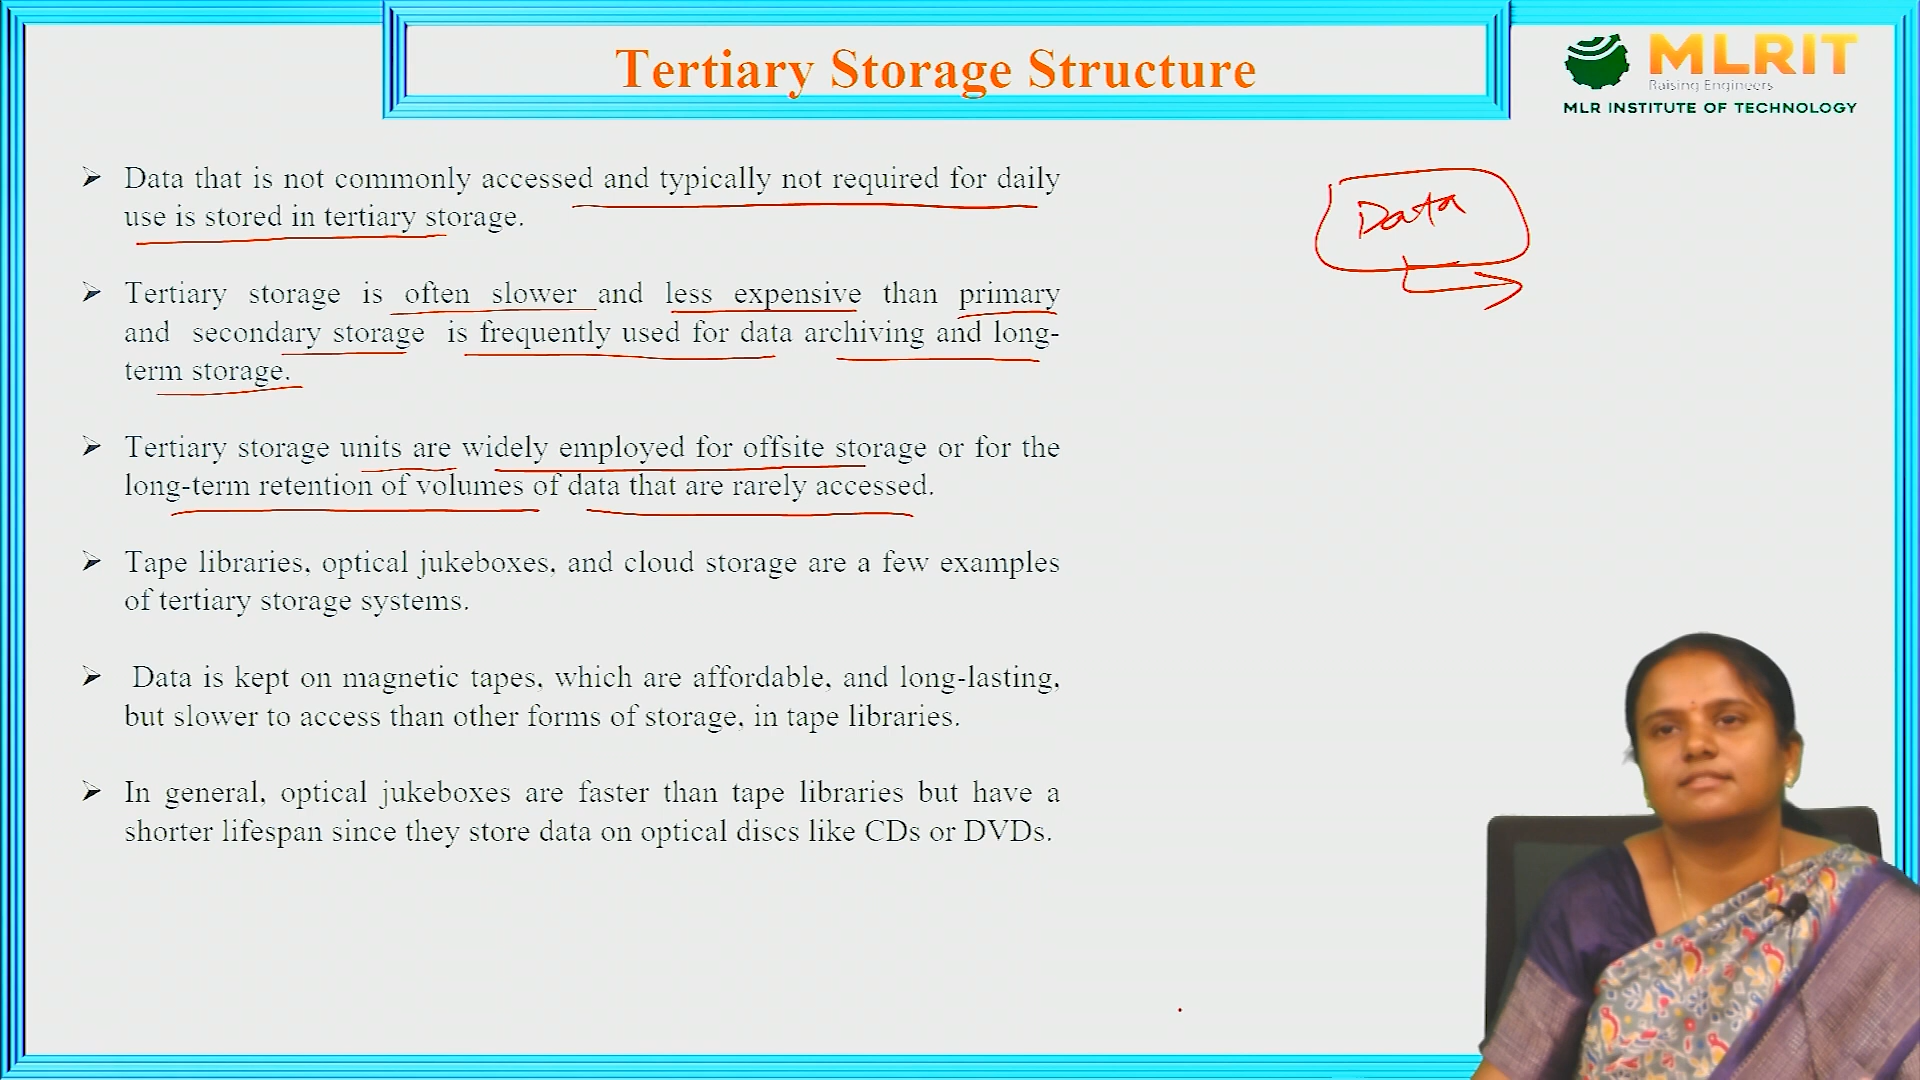 Tertiary Storage Structure
MLRIT
Raising Engineers
MLR INSTITUTE OF TECHNOLOGY
➢ Data that is not commonly accessed and typically not required for daily
use is stored in tertiary storage.
Data
➢ Tertiary storage is often slower and less expensive than primary
and secondary storage is frequently used for data archiving and long-
term storage.
➢ Tertiary storage units are widely employed for offsite storage or for the
long-term retention of volumes of data that are rarely accessed.
➢ Tape libraries, optical jukeboxes, and cloud storage are a few examples
of tertiary storage systems.
➢ Data is kept on magnetic tapes, which are affordable, and long-lasting,
but slower to access than other forms of storage, in tape libraries.
➢ In general, optical jukeboxes are faster than tape libraries but have a
shorter lifespan since they store data on optical discs like CDs or DVDs.